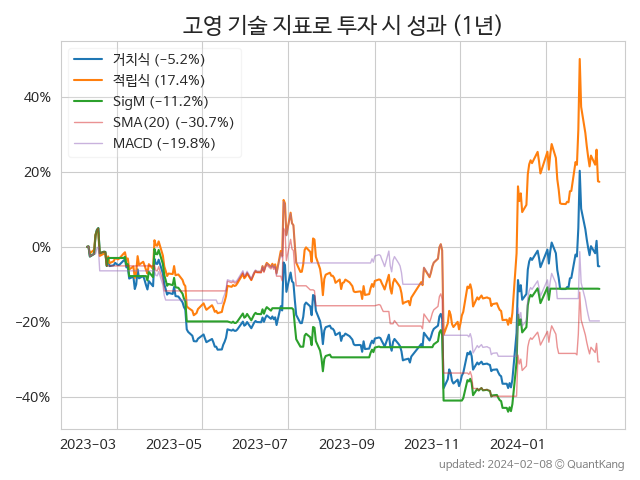 고영 기술 지표로 투자 시 성과 (1년)
거치식 (−5.2%)
적립식 (17.4%)
SigM (−11.2%)
SMA(20) (−30.7%)
MACD (−19.8%)
40%
20%
0%
−20%
−40%
2023-03 2023-05 2023-07 2023-09 2023-11 2024-01
updated: 2024-02-08 © QuantKang